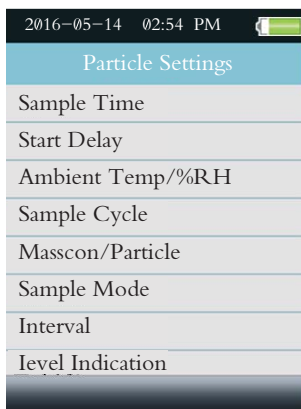 2016-05-14 02:54 PM
Particle Settings
Sample Time
Start Delay
Ambient Temp/%RH
Sample Cycle
Masscon/Particle
Sample Mode
Interval
Ievel Indication